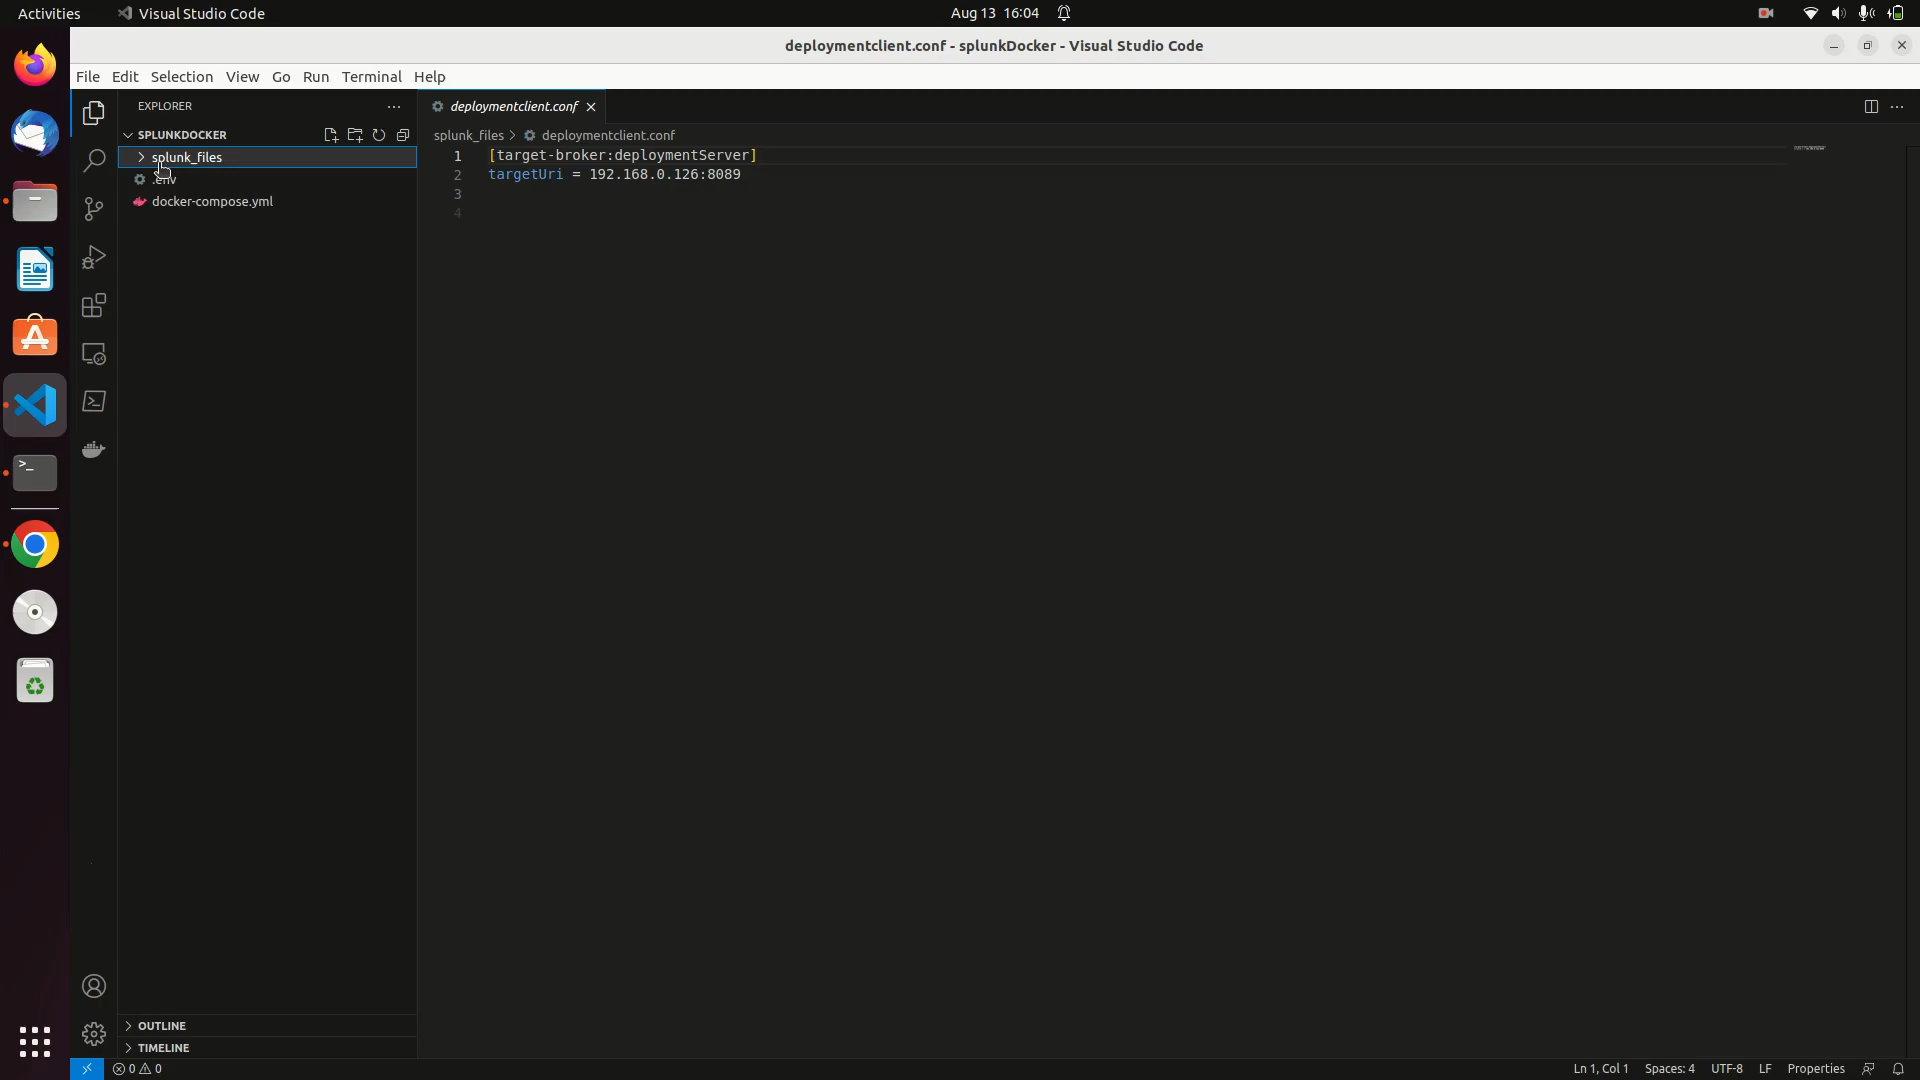 Activities Visual Studio Code Aug 13 16:04
deploymentclient.conf - splunkDocker - Visual Studio Code
File Edit Selection View Go Run Terminal Help
EXPLORER
SPLUNKDOCKER
splunk_files
.env
docker-compose.yml
deploymentclient.conf
splunk_files > deploymentclient.conf
1 [target-broker:deploymentServer]
2 targetUri = 192.168.0.126:8089
3
4
OUTLINE
TIMELINE
0 0 Ln 1, Col 1 Spaces: 4 UTF-8 LF Properties